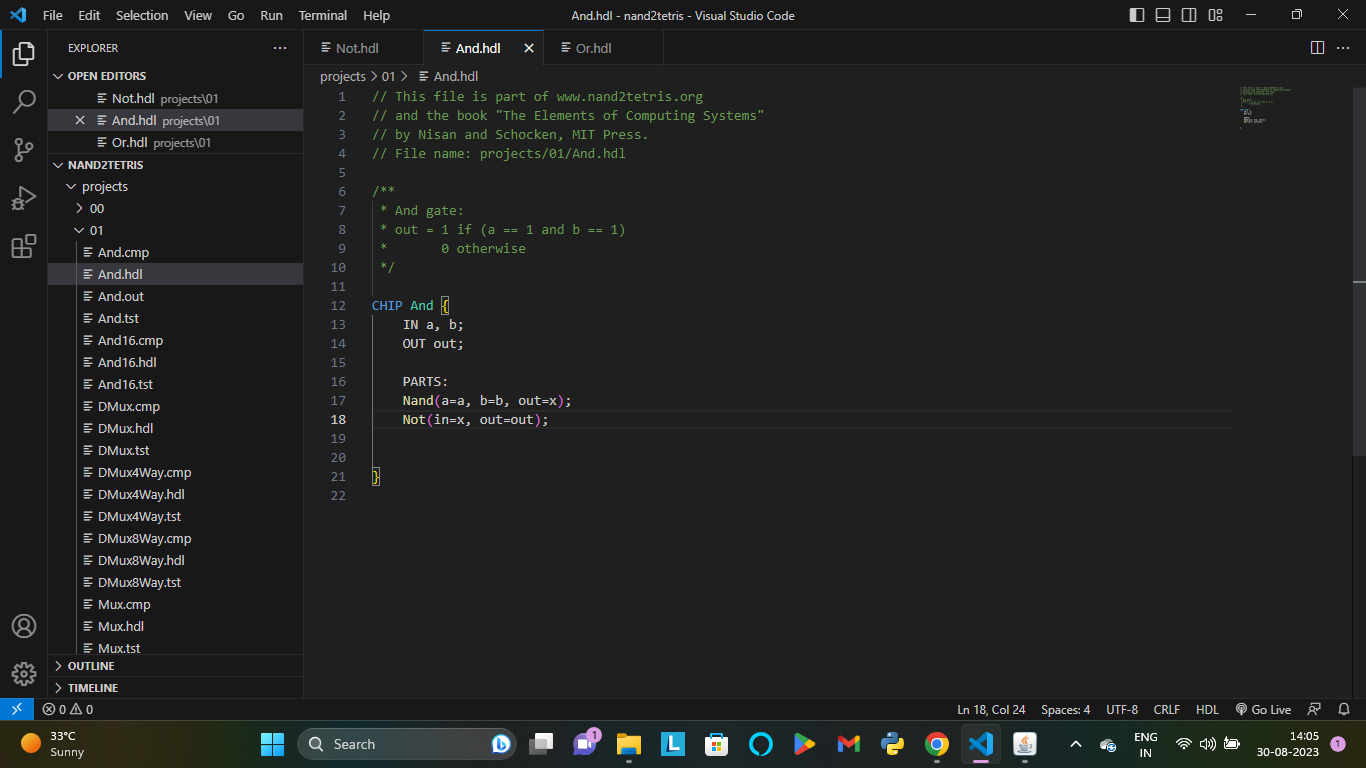 File Edit Selection View Go Run Terminal Help And.hdl - nand2tetris - Visual Studio Code
EXPLORER
OPEN EDITORS
Not.hdl projects\01
And.hdl projects\01
Or.hdl projects\01
NAND2TETRIS
projects
00
01
And.cmp
And.hdl
And.out
And.tst
And16.cmp
And16.hdl
And16.tst
DMux.cmp
DMux.hdl
DMux.tst
DMux4Way.cmp
DMux4Way.hdl
DMux4Way.tst
DMux8Way.cmp
DMux8Way.hdl
DMux8Way.tst
Mux.cmp
Mux.hdl
Mux.tst
OUTLINE
TIMELINE
Not.hdl And.hdl Or.hdl
projects > 01 > And.hdl
1 // This file is part of www.nand2tetris.org
2 // and the book "The Elements of Computing Systems"
3 // by Nisan and Schocken, MIT Press.
4 // File name: projects/01/And.hdl
5
6 /**
7 * And gate:
8 * out = 1 if (a == 1 and b == 1)
9 *       0 otherwise
10 */
11
12 CHIP And {
13     IN a, b;
14     OUT out;
15
16     PARTS:
17     Nand(a=a, b=b, out=x);
18     Not(in=x, out=out);
19
20
21 }
22
0 0 Ln 18, Col 24 Spaces: 4 UTF-8 CRLF HDL Go Live
33°C
Sunny
Search
1
L
ENG
IN
14:05
30-08-2023
1